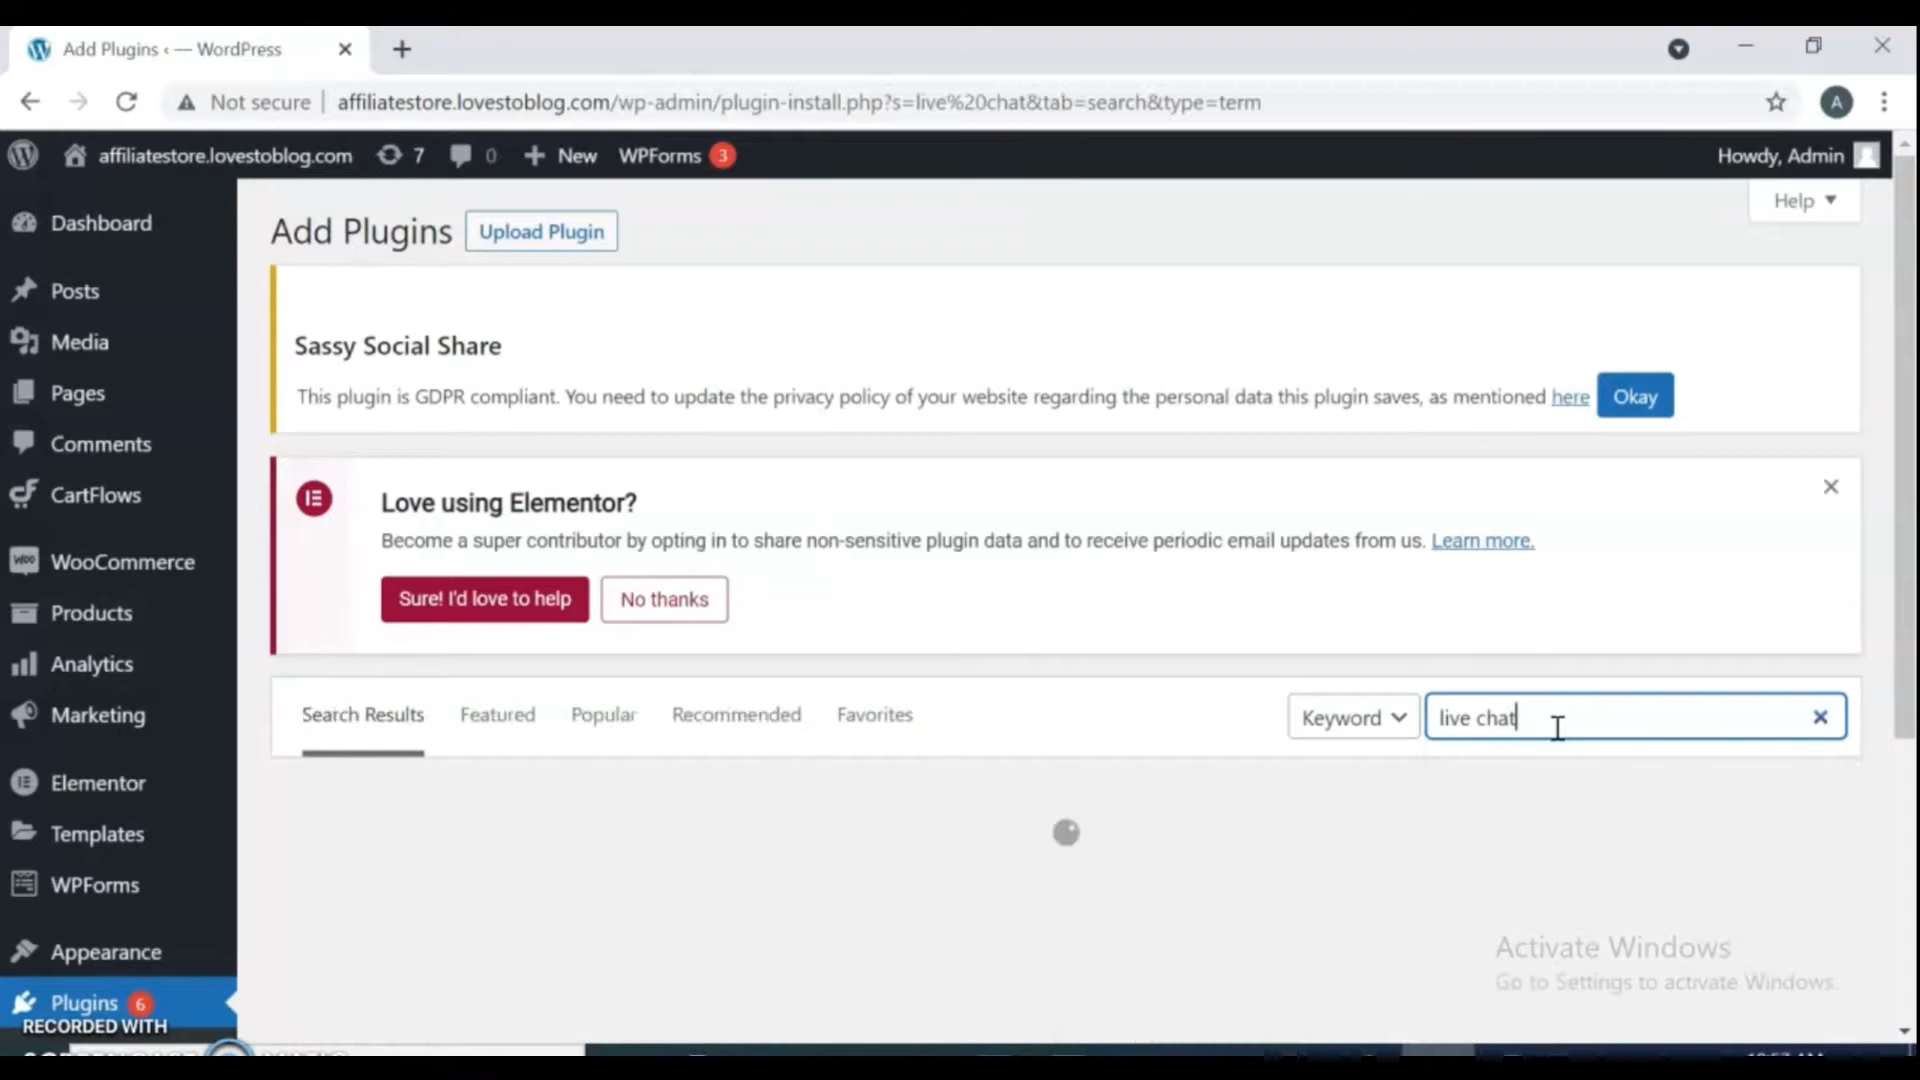 Add Plugins ‹ — WordPress
Not secure
affiliatestore.lovestoblog.com/wp-admin/plugin-install.php?s=live%20chat&tab=search&type=term
A
affiliatestore.lovestoblog.com
7
0
New
WPForms 3
Howdy, Admin
Dashboard
Posts
Media
Pages
Comments
CartFlows
WooCommerce
Products
Analytics
Marketing
Elementor
Templates
WPForms
Appearance
Plugins 6
RECORDED WITH
Help
Add Plugins
Upload Plugin
Sassy Social Share
This plugin is GDPR compliant. You need to update the privacy policy of your website regarding the personal data this plugin saves, as mentioned here
Okay
Love using Elementor?
Become a super contributor by opting in to share non-sensitive plugin data and to receive periodic email updates from us. Learn more.
Sure! I'd love to help
No thanks
Search Results
Featured
Popular
Recommended
Favorites
Keyword
live chat
Activate Windows
Go to Settings to activate Windows.